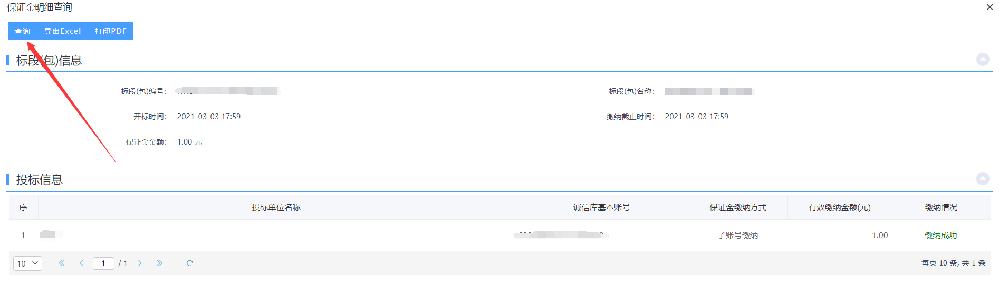 保证金明细查询
查询 导出Excel 打印PDF
标段(包)信息
标段(包)编号： 标段(包)名称：
开标时间： 2021-03-03 17:59 缴纳截止时间： 2021-03-03 17:59
保证金金额： 1.00 元
投标信息
序 投标单位名称 诚信库基本账号 保证金缴纳方式 有效缴纳金额(元) 缴纳情况
1 子账号缴纳 1.00 缴纳成功
10 1 / 1 每页 10 条, 共 1 条